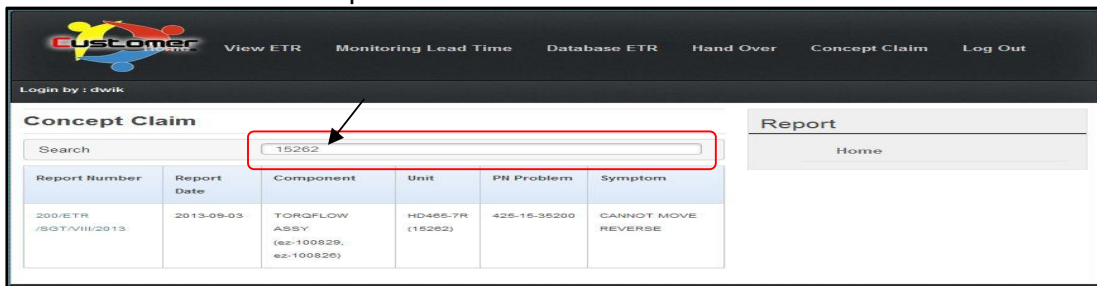 Customer
Home
View ETR Monitoring Lead Time Database ETR Hand Over Concept Claim Log Out
Login by : dwik
Concept Claim
Search 15262
Report Number Report Date Component Unit PN Problem Symptom
200/ETR /SGT/VIII/2013 2013-09-03 TORQFLOW ASSY (ez-100829, ez-100826) HD465-7R (15262) 425-15-35200 CANNOT MOVE REVERSE
Report
Home